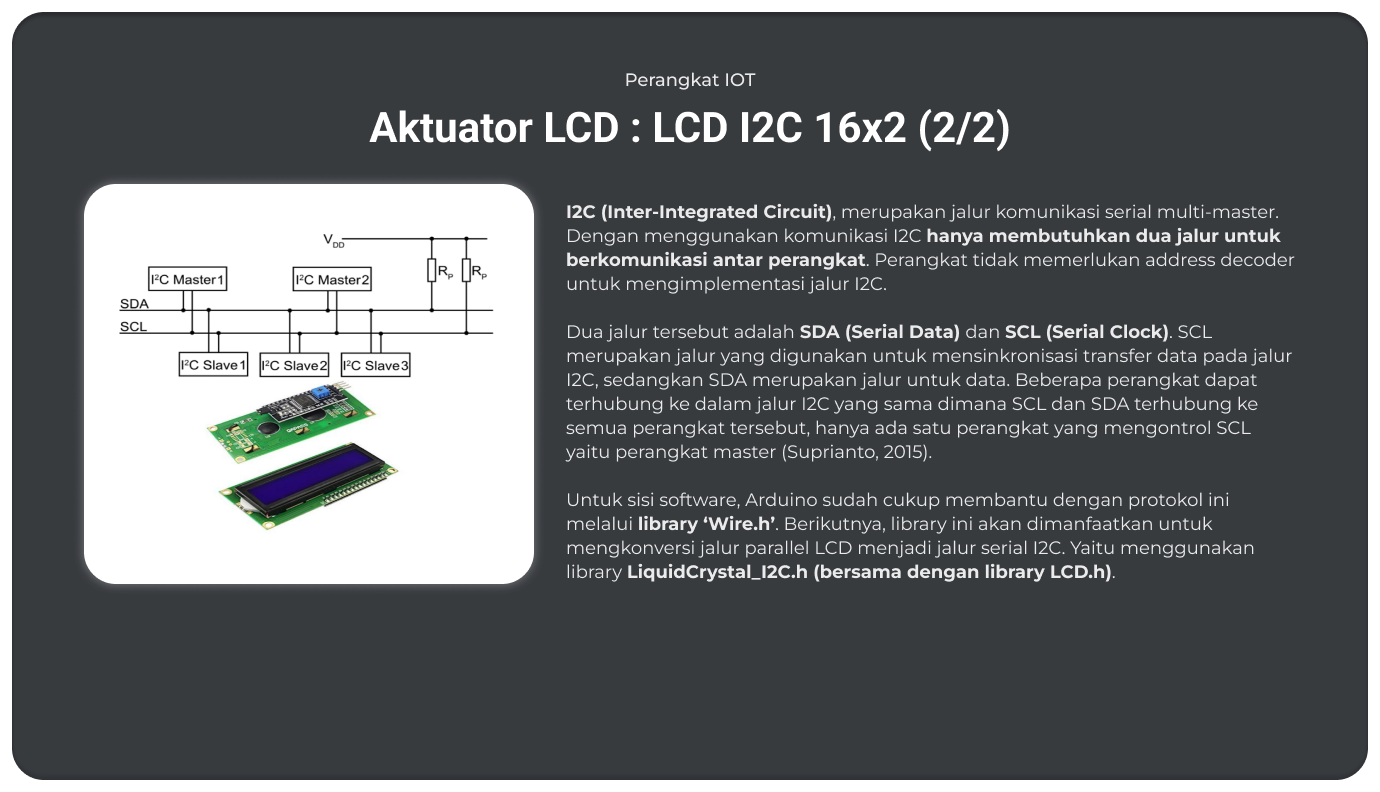 Perangkat IOT
Aktuator LCD : LCD I2C 16x2 (2/2)
V_DD
R_P R_P
I²C Master1 I²C Master2
SDA
SCL
I²C Slave1 I²C Slave2 I²C Slave3
I2C (Inter-Integrated Circuit), merupakan jalur komunikasi serial multi-master.
Dengan menggunakan komunikasi I2C hanya membutuhkan dua jalur untuk
berkomunikasi antar perangkat. Perangkat tidak memerlukan address decoder
untuk mengimplementasi jalur I2C.
Dua jalur tersebut adalah SDA (Serial Data) dan SCL (Serial Clock). SCL
merupakan jalur yang digunakan untuk mensinkronisasi transfer data pada jalur
I2C, sedangkan SDA merupakan jalur untuk data. Beberapa perangkat dapat
terhubung ke dalam jalur I2C yang sama dimana SCL dan SDA terhubung ke
semua perangkat tersebut, hanya ada satu perangkat yang mengontrol SCL
yaitu perangkat master (Suprianto, 2015).
Untuk sisi software, Arduino sudah cukup membantu dengan protokol ini
melalui library ‘Wire.h’. Berikutnya, library ini akan dimanfaatkan untuk
mengkonversi jalur parallel LCD menjadi jalur serial I2C. Yaitu menggunakan
library LiquidCrystal_I2C.h (bersama dengan library LCD.h).